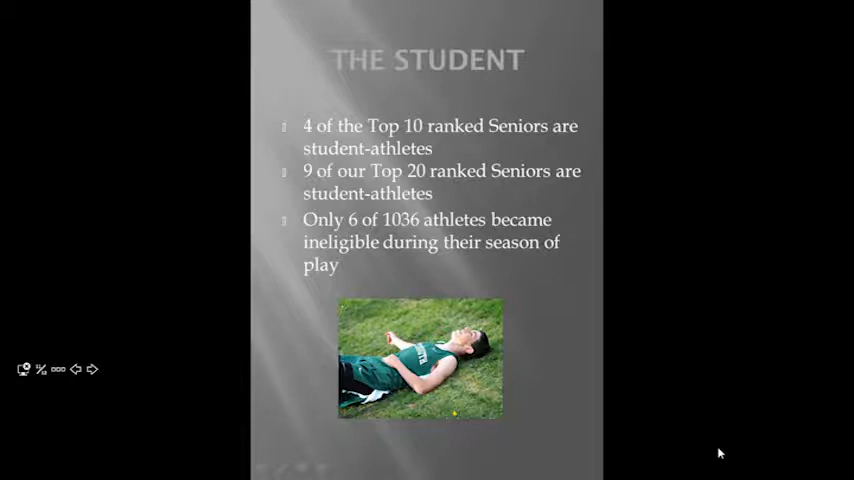 THE STUDENT
4 of the Top 10 ranked Seniors are
student-athletes
9 of our Top 20 ranked Seniors are
student-athletes
Only 6 of 1036 athletes became
ineligible during their season of
play